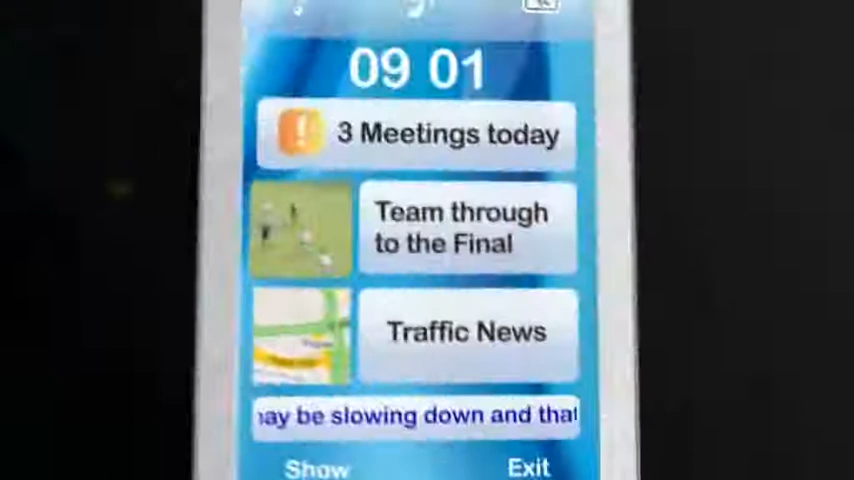 09 01
3 Meetings today
Team through
to the Final
Traffic News
be slowing down and that
Show
Exit